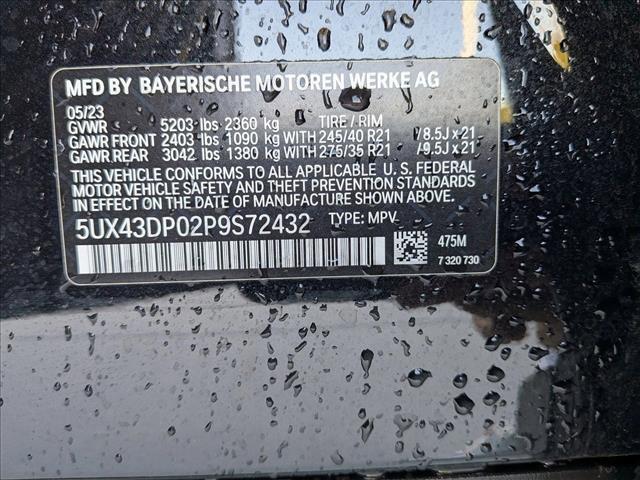 MFD BY BAYERISCHE MOTOREN WERKE AG
05/23
GVWR 5203 lbs 2360 kg TIRE / RIM
GAWR FRONT 2403 lbs 1090 kg WITH 245/40 R21 /8.5J x 21
GAWR REAR 3042 lbs 1380 kg WITH 275/35 R21 /9.5J x 21
THIS VEHICLE CONFORMS TO ALL APPLICABLE U. S. FEDERAL
MOTOR VEHICLE SAFETY AND THEFT PREVENTION STANDARDS
IN EFFECT ON THE DATE OF MANUFACTURE SHOWN ABOVE.
5UX43DP02P9S72432 TYPE: MPV
475M
7 320 730